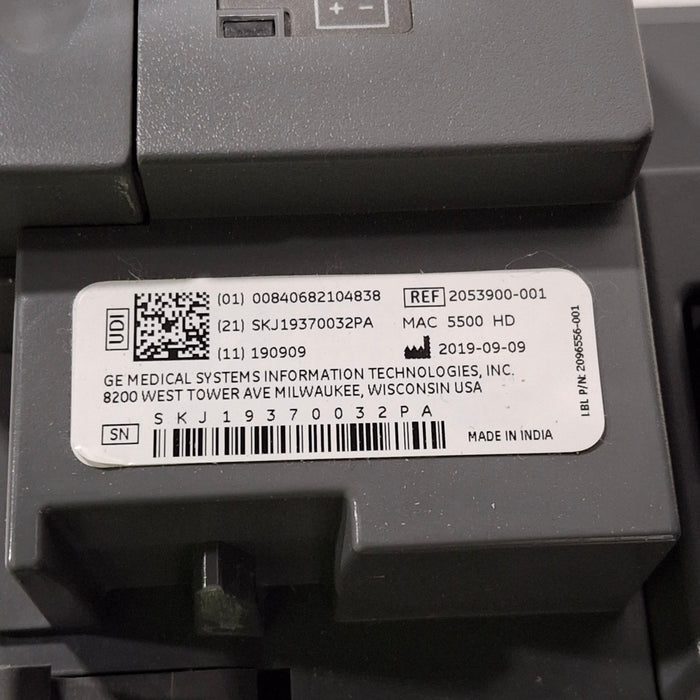 + -
UDI
(01) 00840682104838
(21) SKJ19370032PA
(11) 190909
REF 2053900-001
MAC 5500 HD
2019-09-09
GE MEDICAL SYSTEMS INFORMATION TECHNOLOGIES, INC.
8200 WEST TOWER AVE MILWAUKEE, WISCONSIN USA
SKJ19370032PA
SN
MADE IN INDIA
LBL P/N: 2096556-001